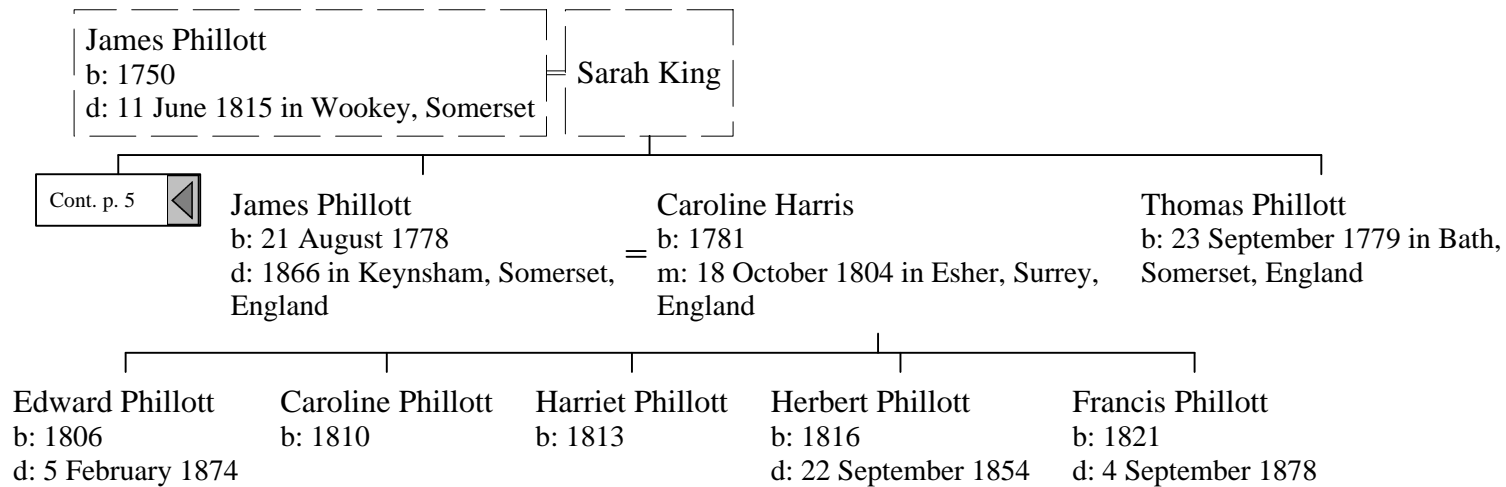 James Phillott
b: 1750
d: 11 June 1815 in Wookey, Somerset
=
Sarah King
Cont. p. 5
James Phillott
b: 21 August 1778
d: 1866 in Keynsham, Somerset,
England
=
Caroline Harris
b: 1781
m: 18 October 1804 in Esher, Surrey,
England
Thomas Phillott
b: 23 September 1779 in Bath,
Somerset, England
Edward Phillott
b: 1806
d: 5 February 1874
Caroline Phillott
b: 1810
Harriet Phillott
b: 1813
Herbert Phillott
b: 1816
d: 22 September 1854
Francis Phillott
b: 1821
d: 4 September 1878